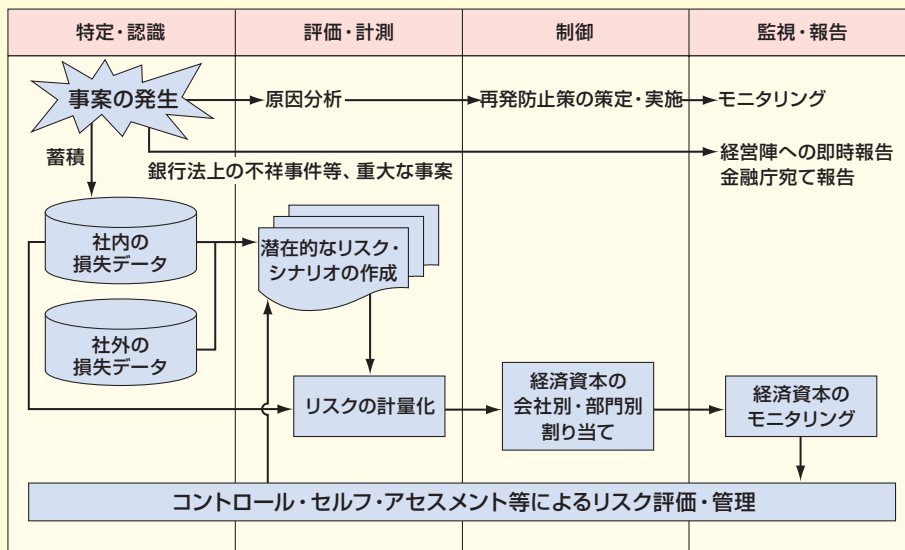 特定・認識
評価・計測
制御
監視・報告
事案の発生
原因分析
再発防止策の策定・実施
モニタリング
蓄積
銀行法上の不祥事件等、重大な事案
経営陣への即時報告
金融庁宛て報告
社内の
損失データ
潜在的なリスク・
シナリオの作成
社外の
損失データ
リスクの計量化
経済資本の
会社別・部門別
割り当て
経済資本の
モニタリング
コントロール・セルフ・アセスメント等によるリスク評価・管理